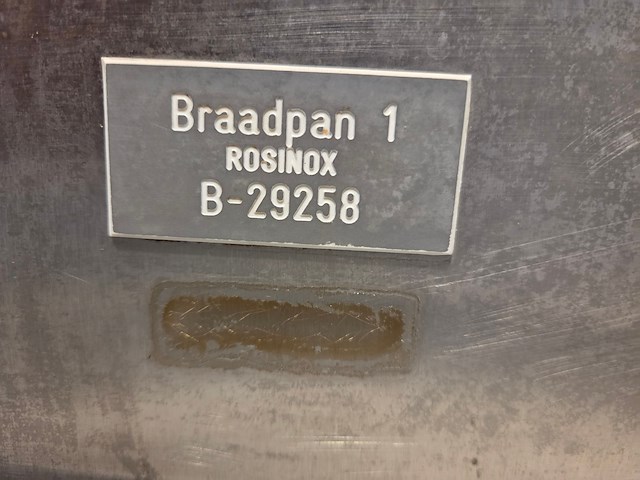 Braadpan 1
ROSINOX
B-29258